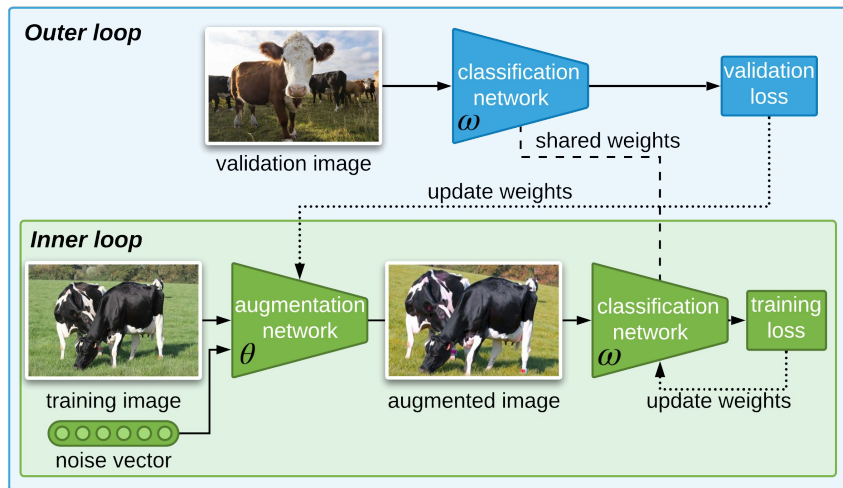 Outer loop
classification
network
ω
validation
loss
validation image
shared weights
update weights
Inner loop
augmentation
network
θ
classification
network
ω
training
loss
training image
augmented image
update weights
noise vector